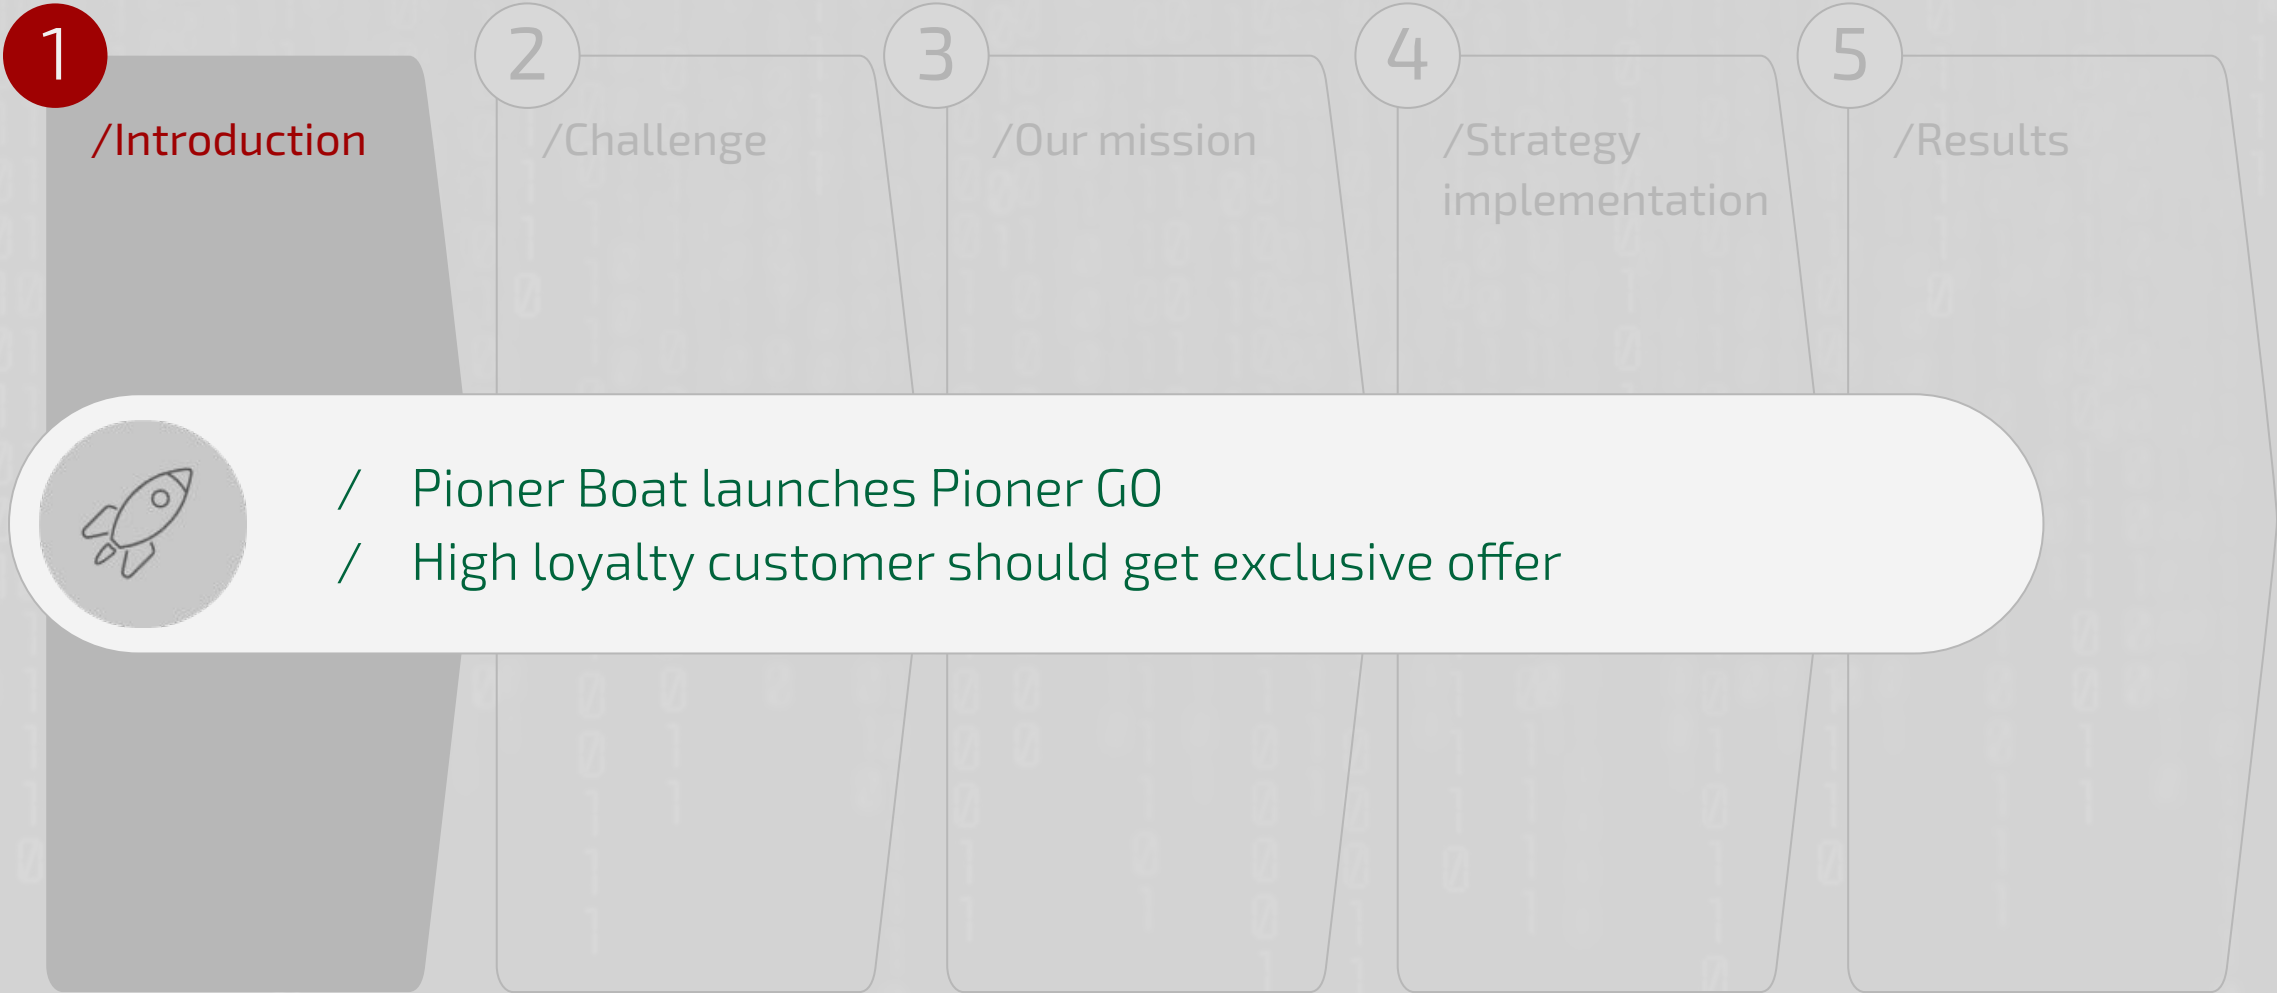 1
/Introduction
2
/Challenge
3
/Our mission
4
/Strategy
implementation
5
/Results
/ Pioner Boat launches Pioner GO
/ High loyalty customer should get exclusive offer